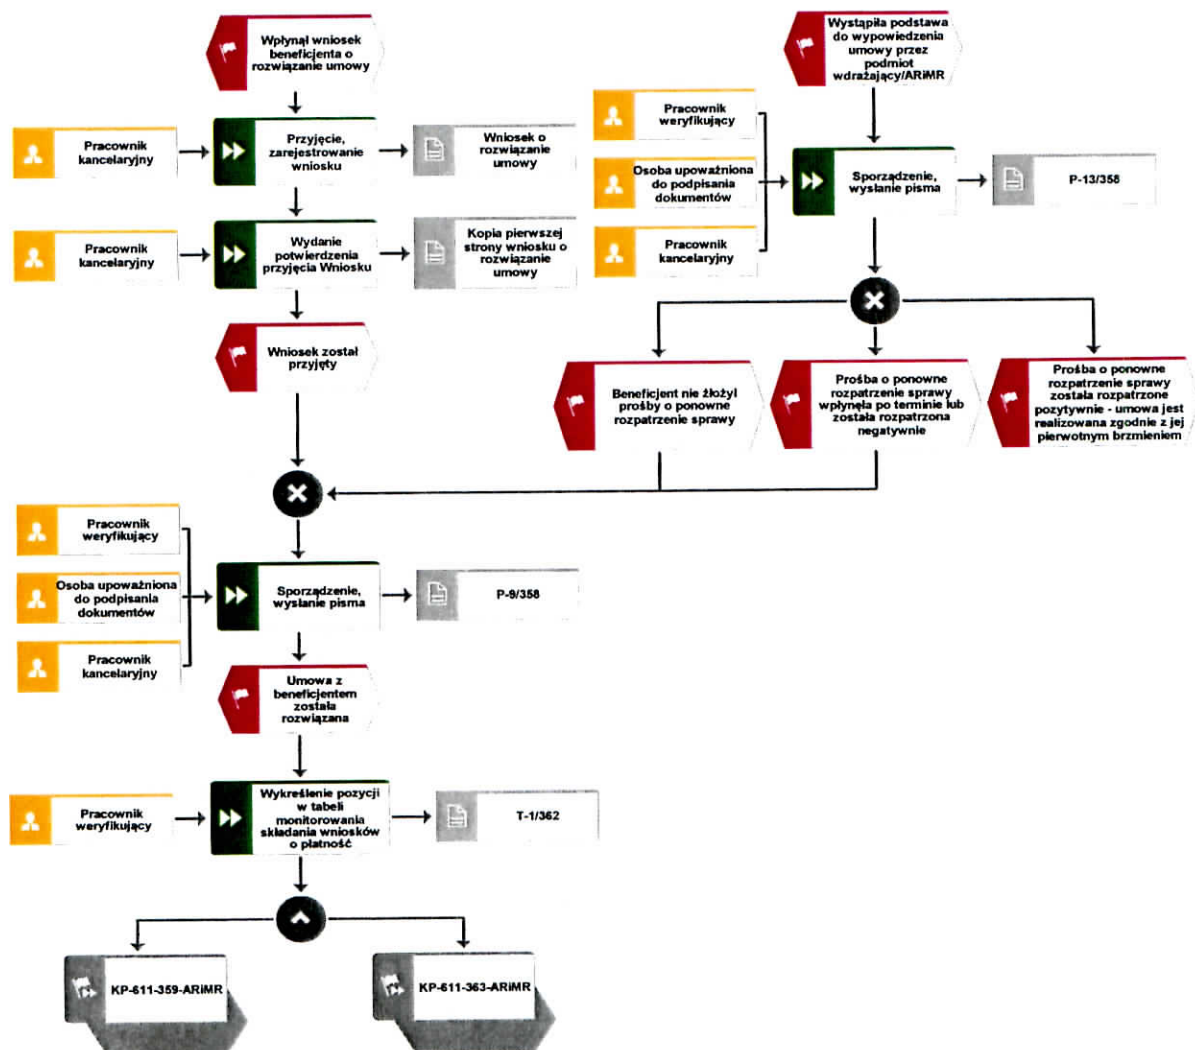 Wpłynął wniosek
beneficjenta o
rozwiązanie umowy
Pracownik
kancelaryjny
Przyjęcie,
zarejestrowanie
wniosku
Wniosek o
rozwiązanie
umowy
Pracownik
kancelaryjny
Wydanie
potwierdzenia
przyjęcia Wniosku
Kopia pierwszej
strony wniosku o
rozwiązanie
umowy
Wniosek został
przyjęty
Wystąpiła podstawa
do wypowiedzenia
umowy przez
podmiot
wdrażający/ARiMR
Pracownik
weryfikujący
Osoba upoważniona
do podpisania
dokumentów
Pracownik
kancelaryjny
Sporządzenie,
wysłanie pisma
P-13/358
Beneficjent nie złożył
prośby o ponowne
rozpatrzenie sprawy
Prośba o ponowne
rozpatrzenie sprawy
wpłynęła po terminie lub
została rozpatrzona
negatywnie
Prośba o ponowne
rozpatrzenie sprawy
została rozpatrzone
pozytywnie - umowa jest
realizowana zgodnie z jej
pierwotnym brzmieniem
Pracownik
weryfikujący
Osoba upoważniona
do podpisania
dokumentów
Pracownik
kancelaryjny
Sporządzenie,
wysłanie pisma
P-9/358
Umowa z
beneficjentem
została
rozwiązana
Pracownik
weryfikujący
Wykreślenie pozycji
w tabeli
monitorowania
składania wniosków
o płatność
T-1/362
KP-611-359-ARiMR
KP-611-363-ARiMR